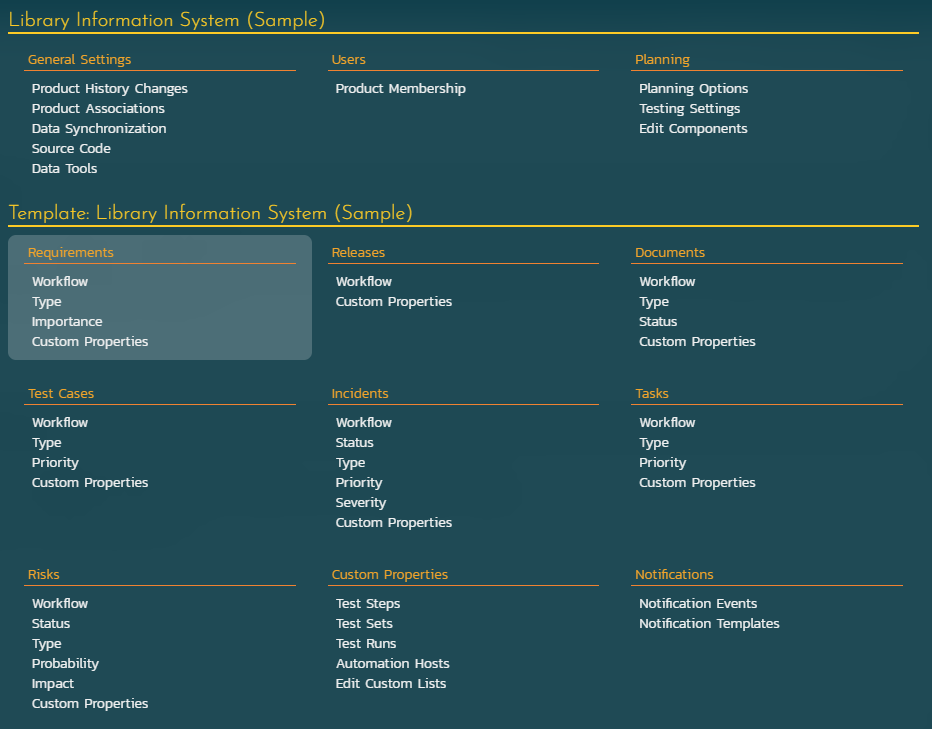 Library Information System (Sample)
General Settings
Product History Changes
Product Associations
Data Synchronization
Source Code
Data Tools
Users
Product Membership
Planning
Planning Options
Testing Settings
Edit Components
Template: Library Information System (Sample)
Requirements
Workflow
Type
Importance
Custom Properties
Releases
Workflow
Custom Properties
Documents
Workflow
Type
Status
Custom Properties
Test Cases
Workflow
Type
Priority
Custom Properties
Incidents
Workflow
Status
Type
Priority
Severity
Custom Properties
Tasks
Workflow
Type
Priority
Custom Properties
Risks
Workflow
Status
Type
Probability
Impact
Custom Properties
Custom Properties
Test Steps
Test Sets
Test Runs
Automation Hosts
Edit Custom Lists
Notifications
Notification Events
Notification Templates